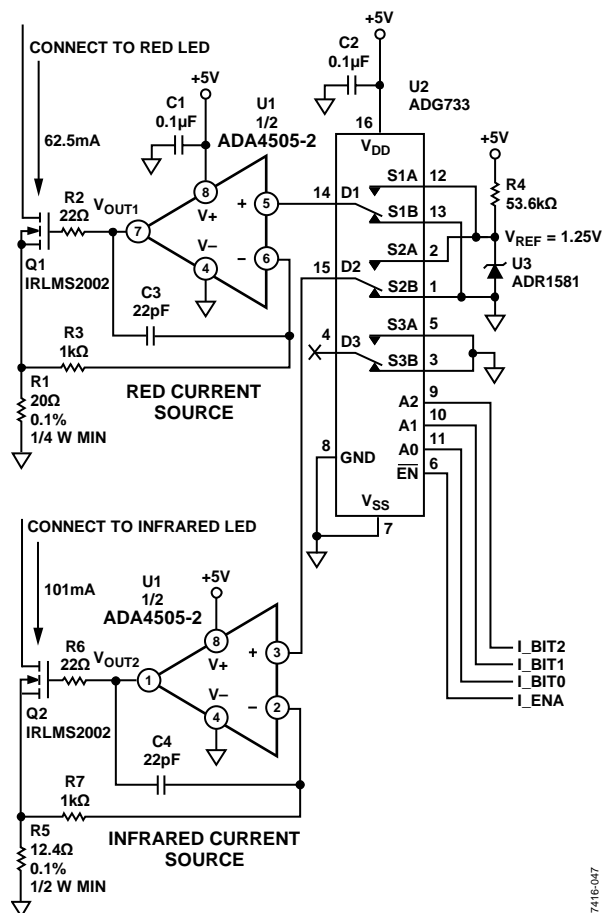 CONNECT TO RED LED
62.5mA
+5V
C1
0.1µF
U1
1/2
ADA4505-2
R2
22Ω
VOUT1
7
8
V+
V–
4
+
5
–
6
Q1
IRLMS2002
C3
22pF
R3
1kΩ
R1
20Ω
0.1%
1/4 W MIN
RED CURRENT
SOURCE
C2
0.1µF
+5V
U2
ADG733
16
VDD
14
D1
S1A
12
S1B
13
15
D2
S2A
2
S2B
1
4
D3
S3A
5
S3B
3
A2
9
A1
10
A0
11
EN
6
8
GND
VSS
7
+5V
R4
53.6kΩ
VREF = 1.25V
U3
ADR1581
I_BIT2
I_BIT1
I_BIT0
I_ENA
CONNECT TO INFRARED LED
101mA
U1
1/2
ADA4505-2
+5V
R6
22Ω
VOUT2
1
8
V+
V–
4
+
3
–
2
Q2
IRLMS2002
C4
22pF
R7
1kΩ
R5
12.4Ω
0.1%
1/2 W MIN
INFRARED CURRENT
SOURCE
7416-047